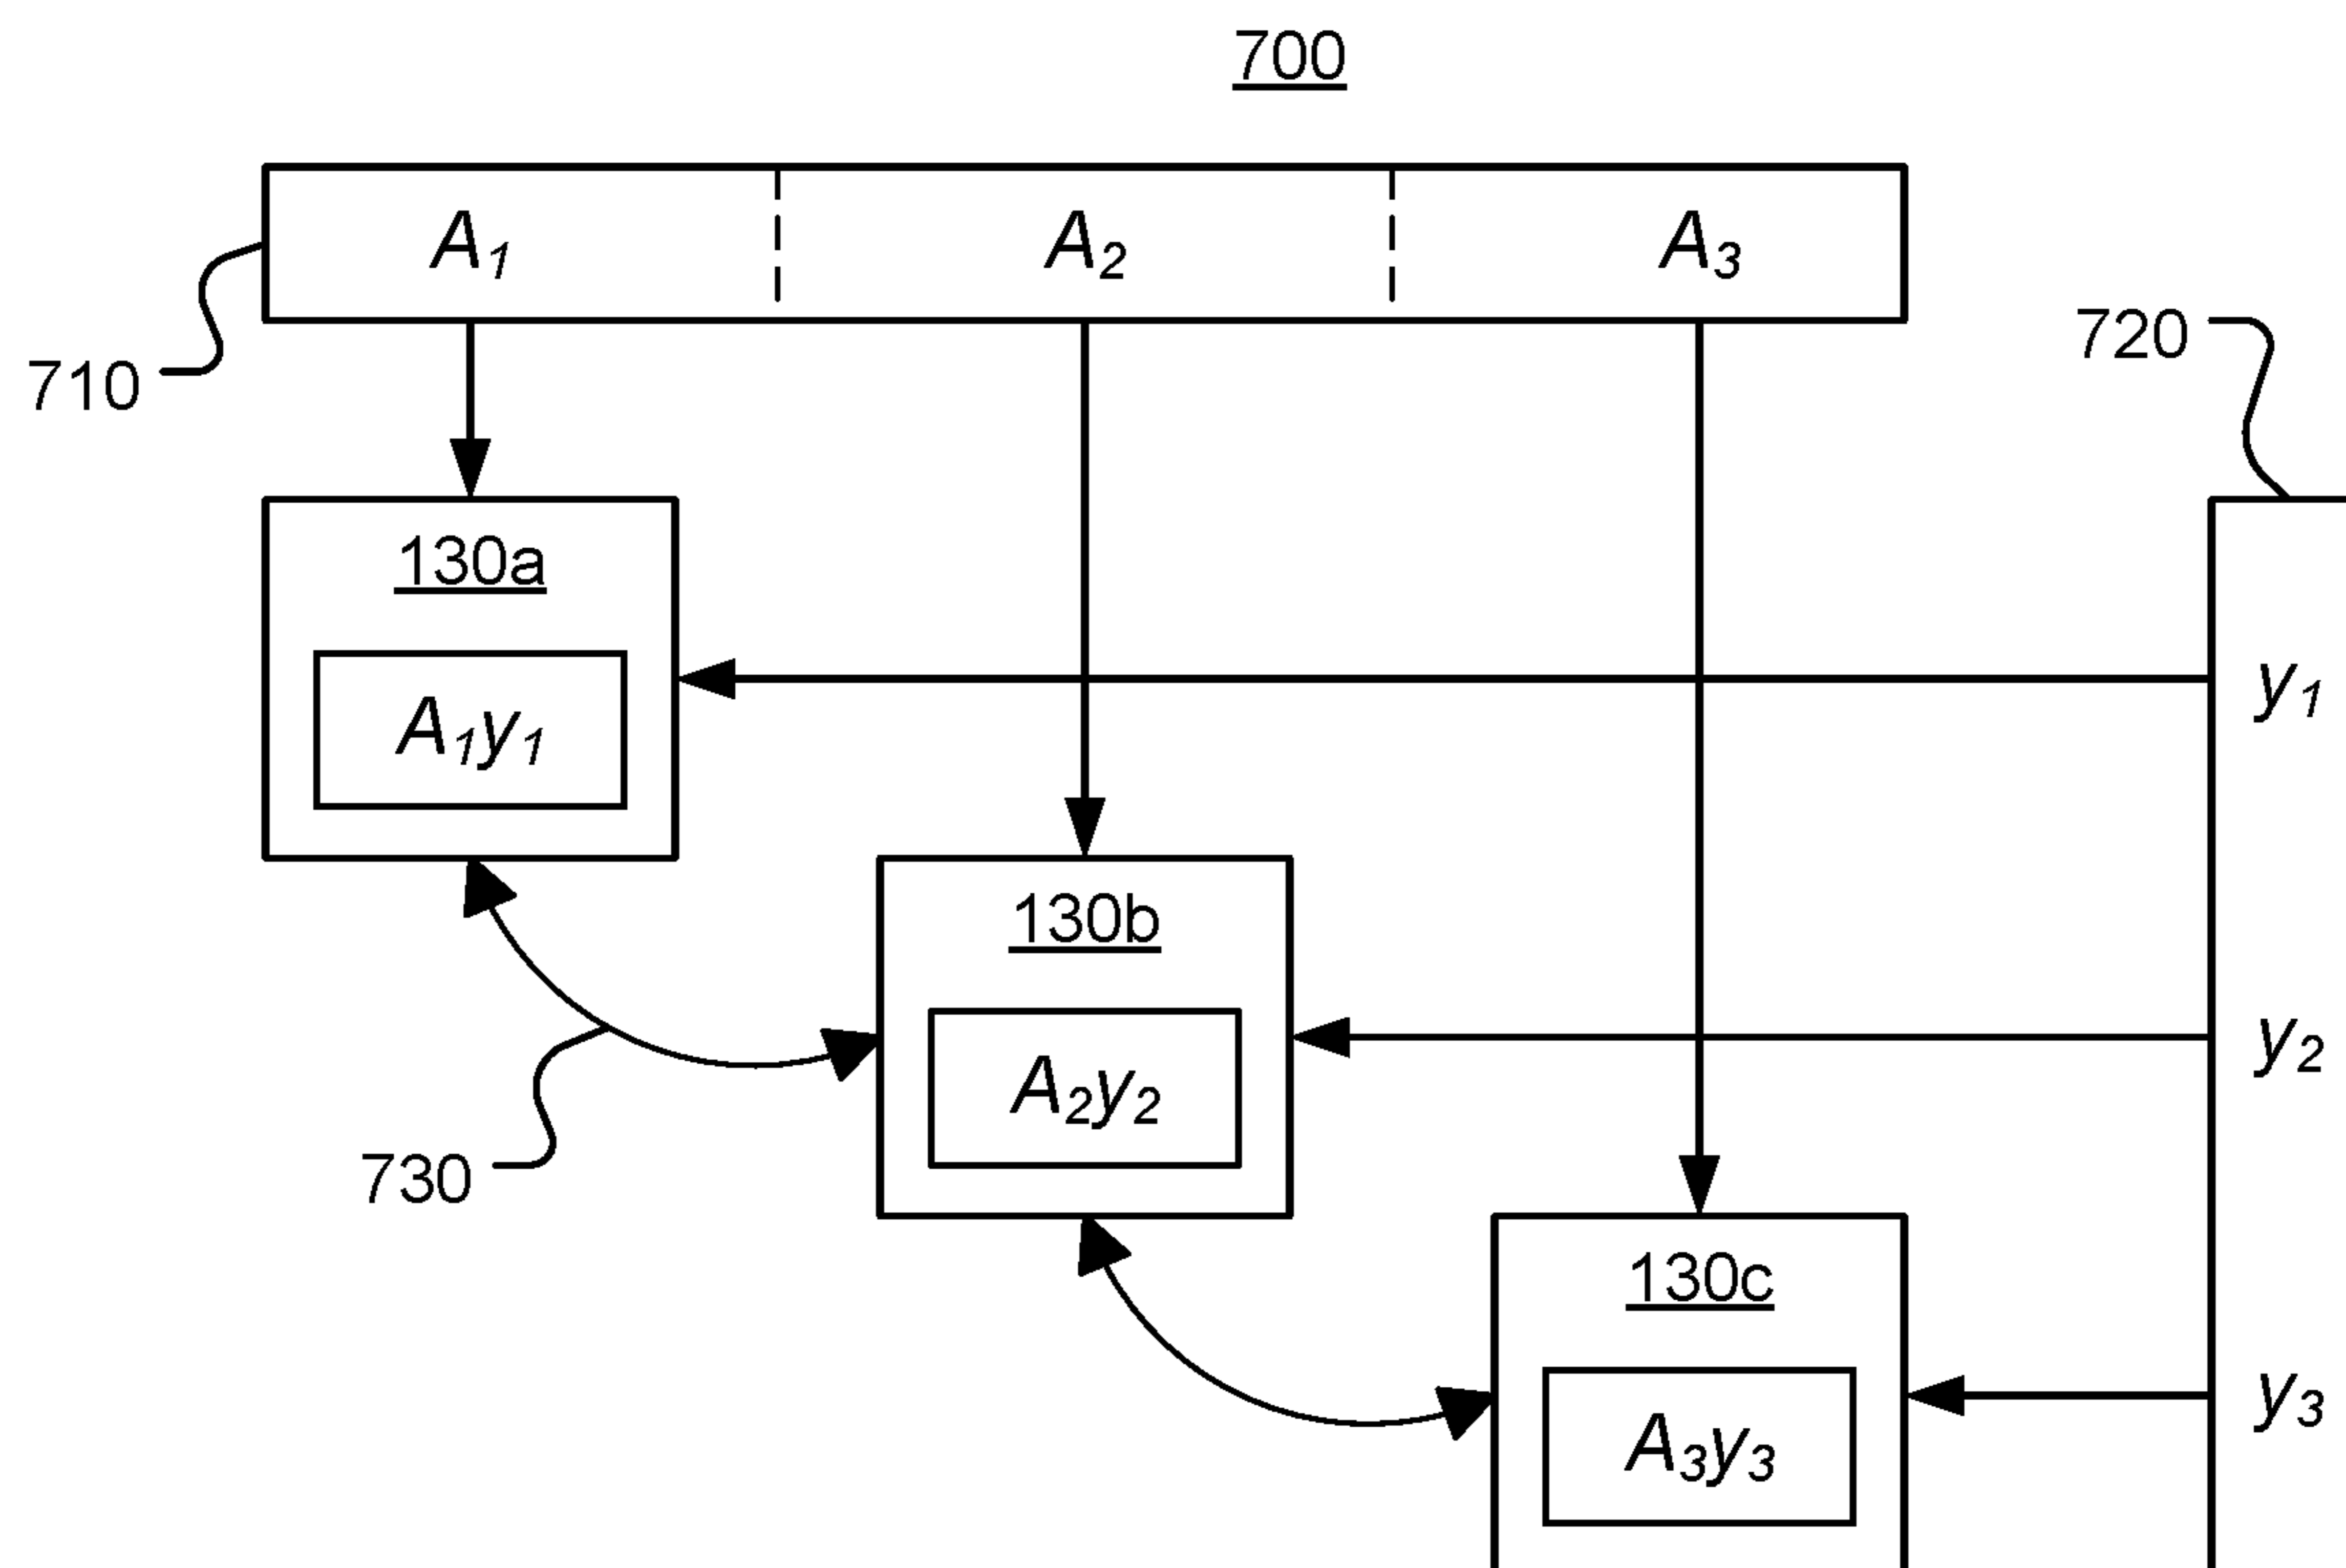 700
A₁ A₂ A₃
710
720
130a
A₁y₁
y₁
130b
A₂y₂
y₂
730
130c
A₃y₃
y₃